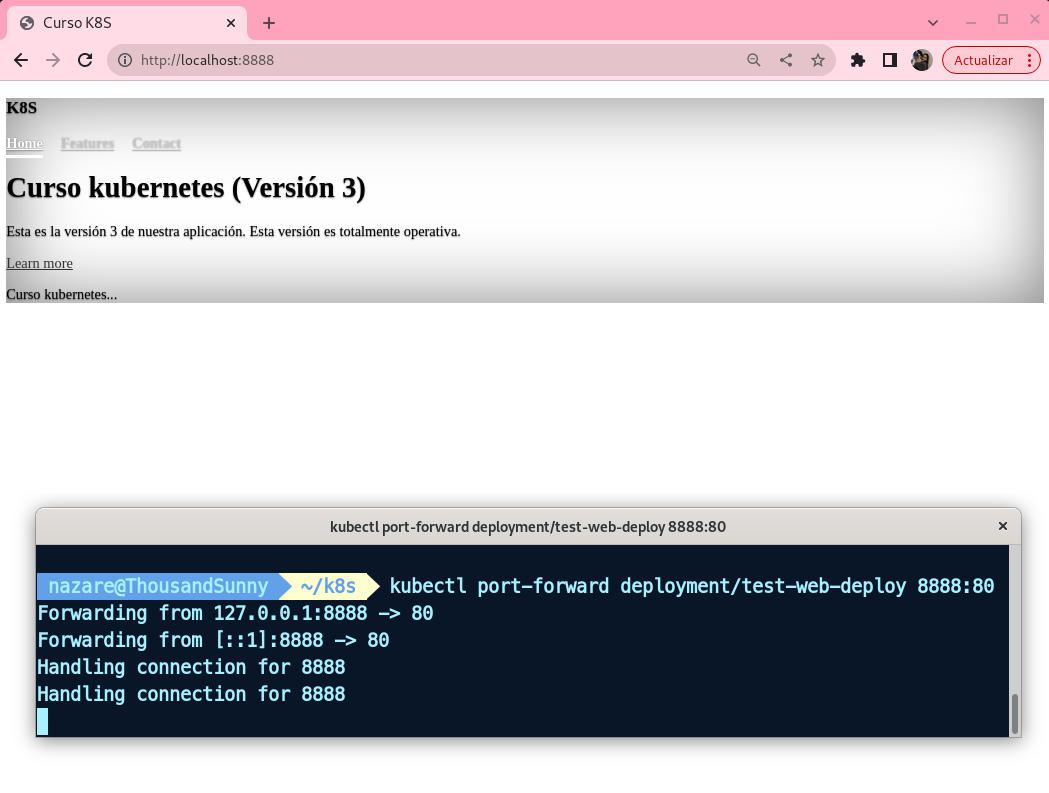 Curso K8S
http://localhost:8888
Actualizar
K8S
Home Features Contact
Curso kubernetes (Versión 3)
Esta es la versión 3 de nuestra aplicación. Esta versión es totalmente operativa.
Learn more
Curso kubernetes...
kubectl port-forward deployment/test-web-deploy 8888:80
nazare@ThousandSunny ~/k8s kubectl port-forward deployment/test-web-deploy 8888:80
Forwarding from 127.0.0.1:8888 -> 80
Forwarding from [::1]:8888 -> 80
Handling connection for 8888
Handling connection for 8888